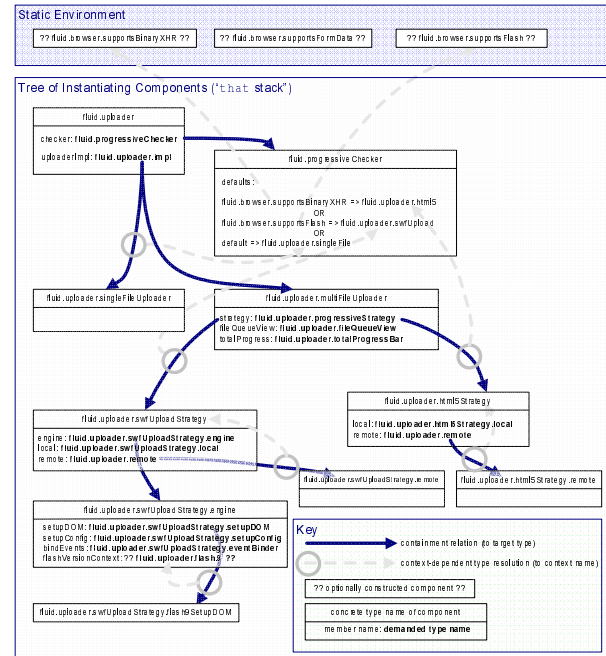 Static Environment
?? fluid.browser.supportsBinaryXHR ??
?? fluid.browser.supportsFormData ??
?? fluid.browser.supportsFlash ??
Tree of Instantiating Components ("that stack")
fluid.uploader
checker: fluid.progressiveChecker
uploaderImpl: fluid.uploader.impl
fluid.progressive Checker
defaults:
fluid.browser.supportsBinaryXHR => fluid.uploader.html5
OR
fluid.browser.supportsFlash => fluid.uploader.swfUpload
OR
default => fluid.uploader.singleFile
fluid.uploader.singleFileUploader
fluid.uploader.multiFileUploader
strategy: fluid.uploader.progressiveStrategy
fileQueueView: fluid.uploader.fileQueueView
totalProgress: fluid.uploader.totalProgressBar
fluid.uploader.html5Strategy
local: fluid.uploader.html5Strategy.local
remote: fluid.uploader.remote
fluid.uploader.swfUploadStrategy
engine: fluid.uploader.swfUploadStrategy.engine
local: fluid.uploader.swfUploadStrategy.local
remote: fluid.uploader.remote
fluid.uploader.swfUploadStrategy.remote
fluid.uploader.html5Strategy.remote
fluid.uploader.swfUploadStrategy.engine
setupDOM: fluid.uploader.swfUploadStrategy.setupDOM
setupConfig: fluid.uploader.swfUploadStrategy.setupConfig
bindEvents: fluid.uploader.swfUploadStrategy.eventBinder
flashVersionContext: ?? fluid.uploader.flash.9 ??
fluid.uploader.swfUploadStrategy.flash9SetupDOM
Key
containment relation (to target type)
context-dependent type resolution (to context name)
?? optionally constructed component ??
concrete type name of component
member name: demanded type name